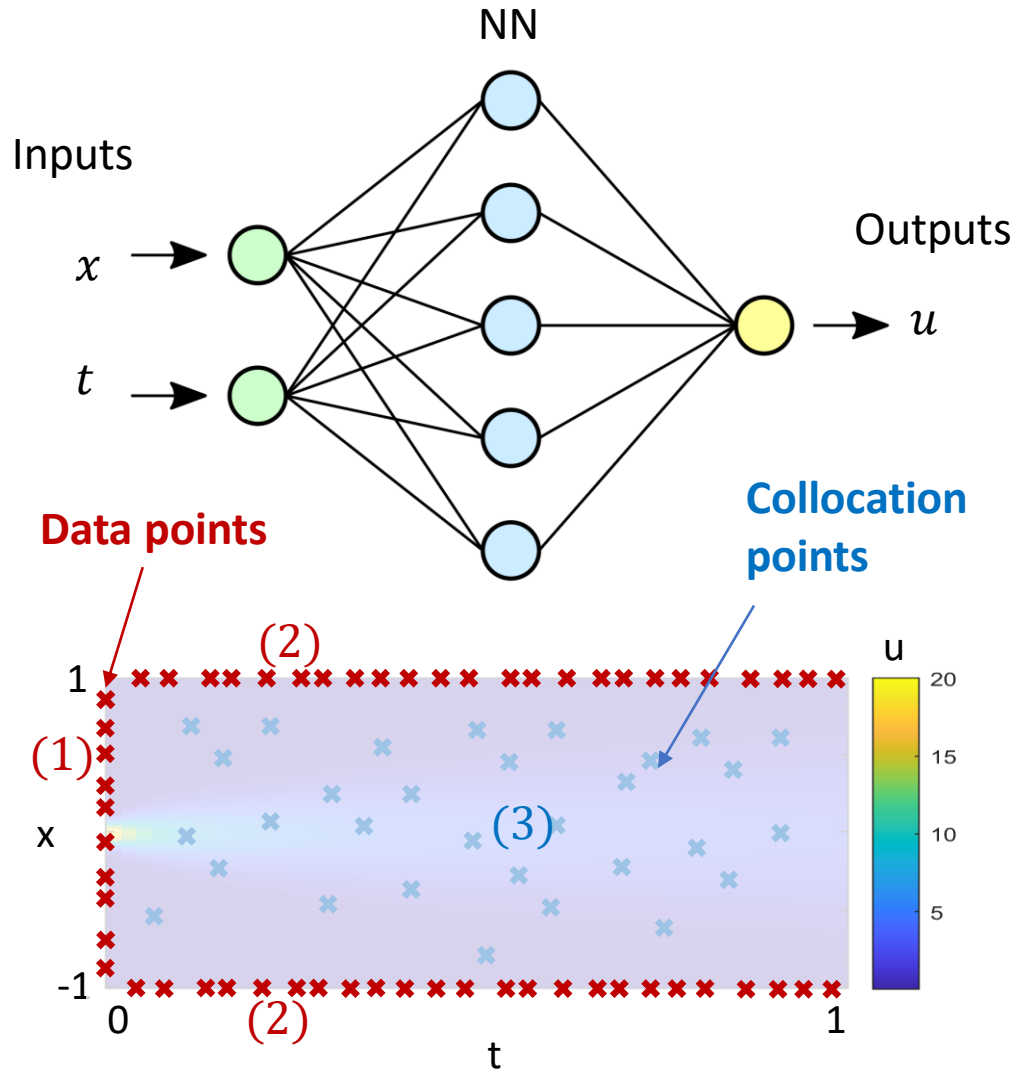 NN
Inputs
x
t
Outputs
u
Data points
Collocation
points
(2)
u
1
(1)
x
(3)
-1
0
(2)
1
t
20
15
10
5